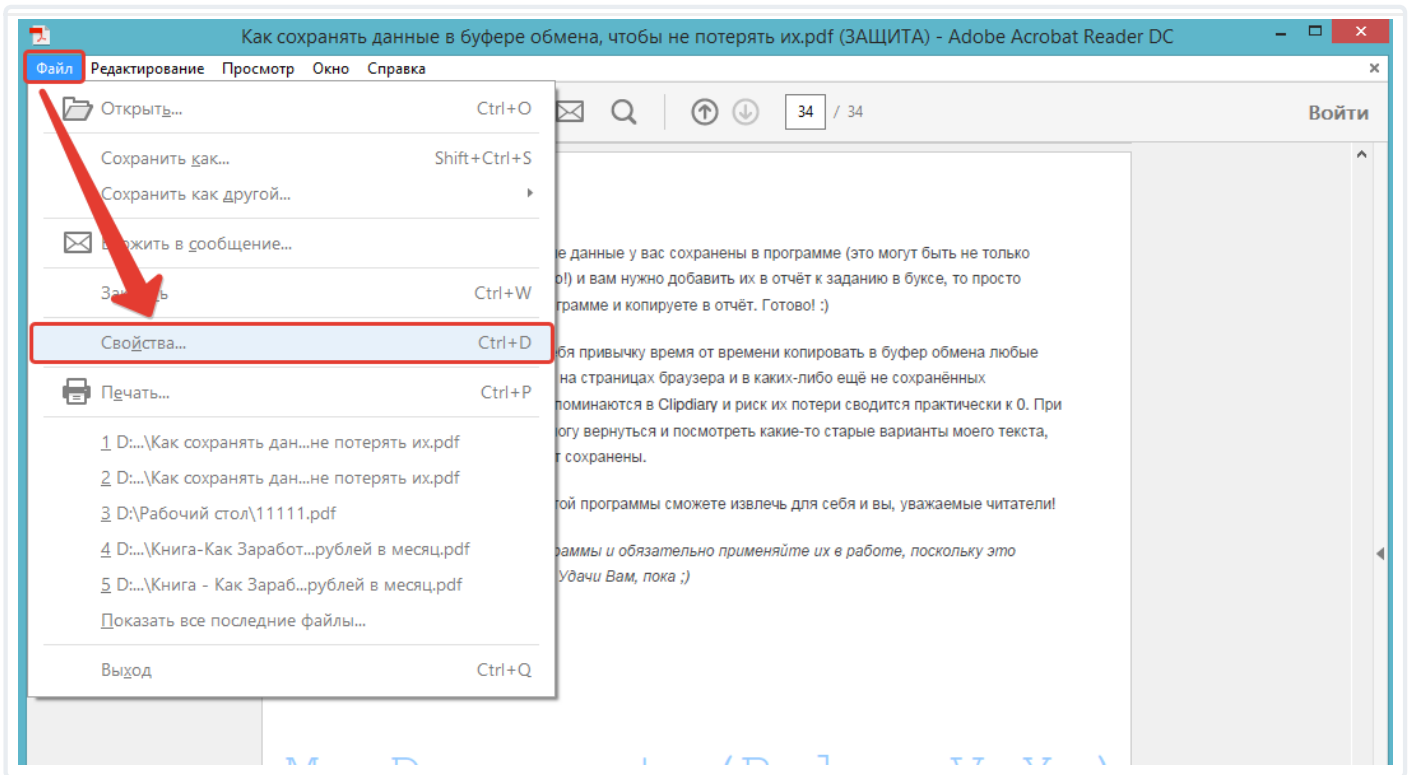 Как сохранять данные в буфере обмена, чтобы не потерять их.pdf (ЗАЩИТА) - Adobe Acrobat Reader DC
Файл Редактирование Просмотр Окно Справка
Открыть... Ctrl+O
34 / 34
Войти
Сохранить как... Shift+Ctrl+S
Сохранить как другой...
сообщение...
Ctrl+W
Свойства... Ctrl+D
Печать... Ctrl+P
1 D:...\Как сохранять дан...не потерять их.pdf
2 D:...\Как сохранять дан...не потерять их.pdf
3 D:\Рабочий стол\11111.pdf
4 D:...\Книга-Как Заработ...рублей в месяц.pdf
5 D:...\Книга - Как Зараб...рублей в месяц.pdf
Показать все последние файлы...
Выход Ctrl+Q
данные у вас сохранены в программе (это могут быть не только
и вам нужно добавить их в отчёт к заданию в буксе, то просто
и копируете в отчёт. Готово! :)
привычку время от времени копировать в буфер обмена любые
на страницах браузера и в каких-либо ещё не сохранённых
в Clipdiary и риск их потери сводится практически к 0. При
вернуться и посмотреть какие-то старые варианты моего текста,
сохранены.
программы сможете извлечь для себя и вы, уважаемые читатели!
и обязательно применяйте их в работе, поскольку это
Удачи Вам, пока ;)